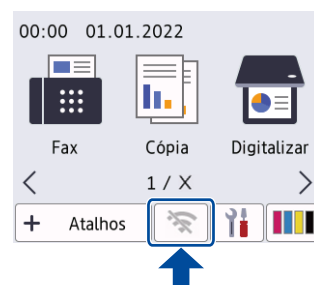 00:00 01.01.2022
Fax Cópia Digitalizar
< 1 / X >
+ Atalhos